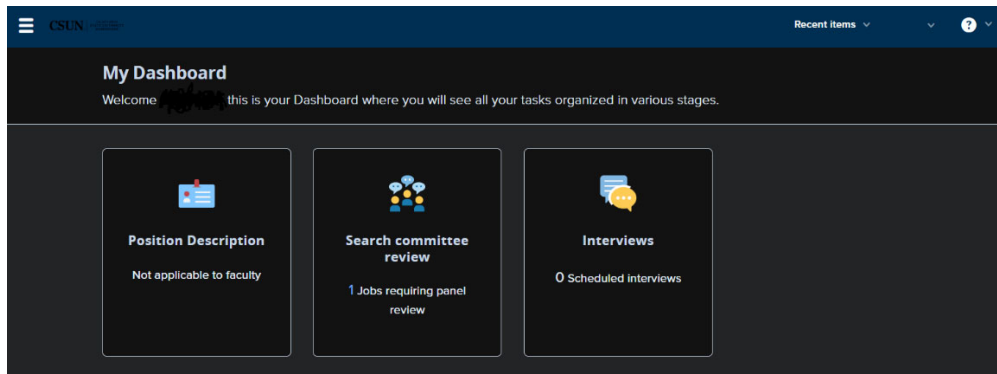 CSUN
Recent items
?
My Dashboard
Welcome this is your Dashboard where you will see all your tasks organized in various stages.
Position Description
Not applicable to faculty
Search committee
review
1 Jobs requiring panel
review
Interviews
0 Scheduled interviews